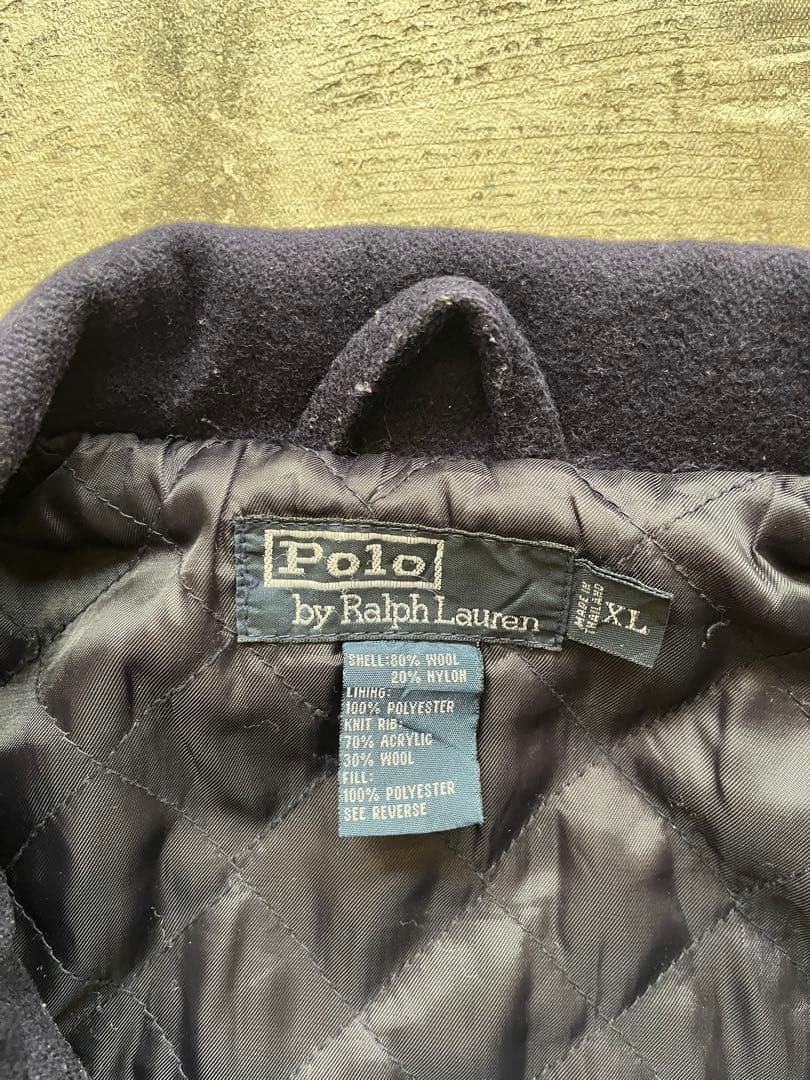 Polo
by Ralph Lauren
MADE IN
THAILAND
XL
SHELL:80% WOOL
20% NYLON
LINING:
100% POLYESTER
KNIT RIB:
70% ACRYLIC
30% WOOL
FILL:
100% POLYESTER
SEE REVERSE